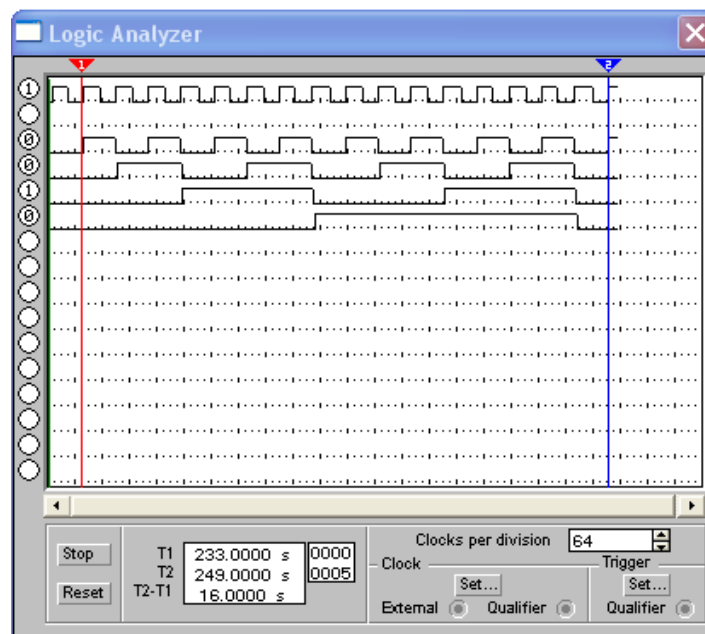 Logic Analyzer
1 2
1
0
0
1
0
Stop
Reset
T1 233.0000 s 0000
T2 249.0000 s 0005
T2-T1 16.0000 s
Clocks per division 64
Clock
Set...
External Qualifier
Trigger
Set...
Qualifier